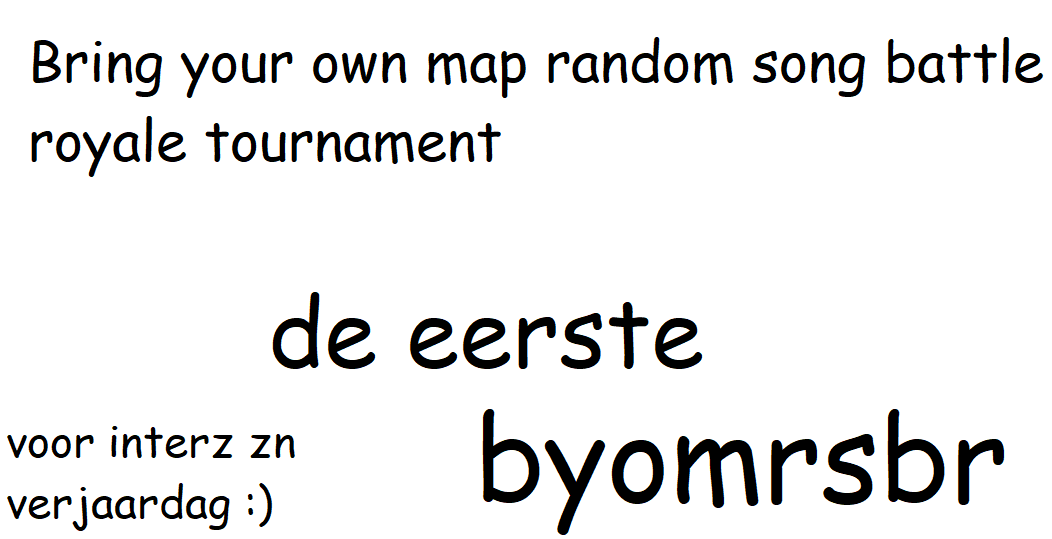 Bring your own map random song battle
royale tournament
de eerste
byomrsbr
voor interz zn
verjaardag :)